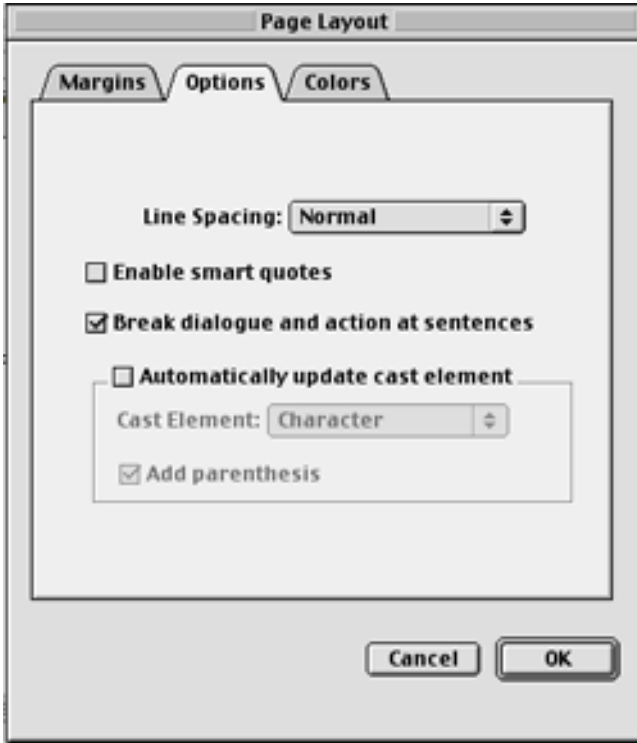 Page Layout
Margins Options Colors
Line Spacing: Normal
Enable smart quotes
Break dialogue and action at sentences
Automatically update cast element
Cast Element: Character
Add parenthesis
Cancel OK